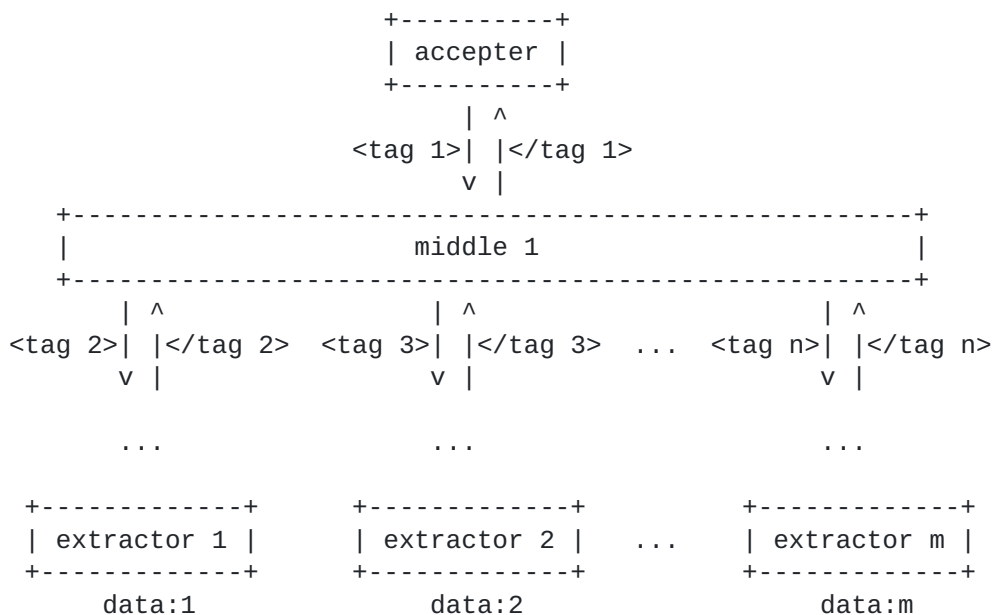 accepter
<tag 1> </tag 1>
middle 1
<tag 2> </tag 2> <tag 3> </tag 3> ... <tag n> </tag n>
... ... ...
extractor 1 extractor 2 ... extractor m
data:1 data:2 data:m